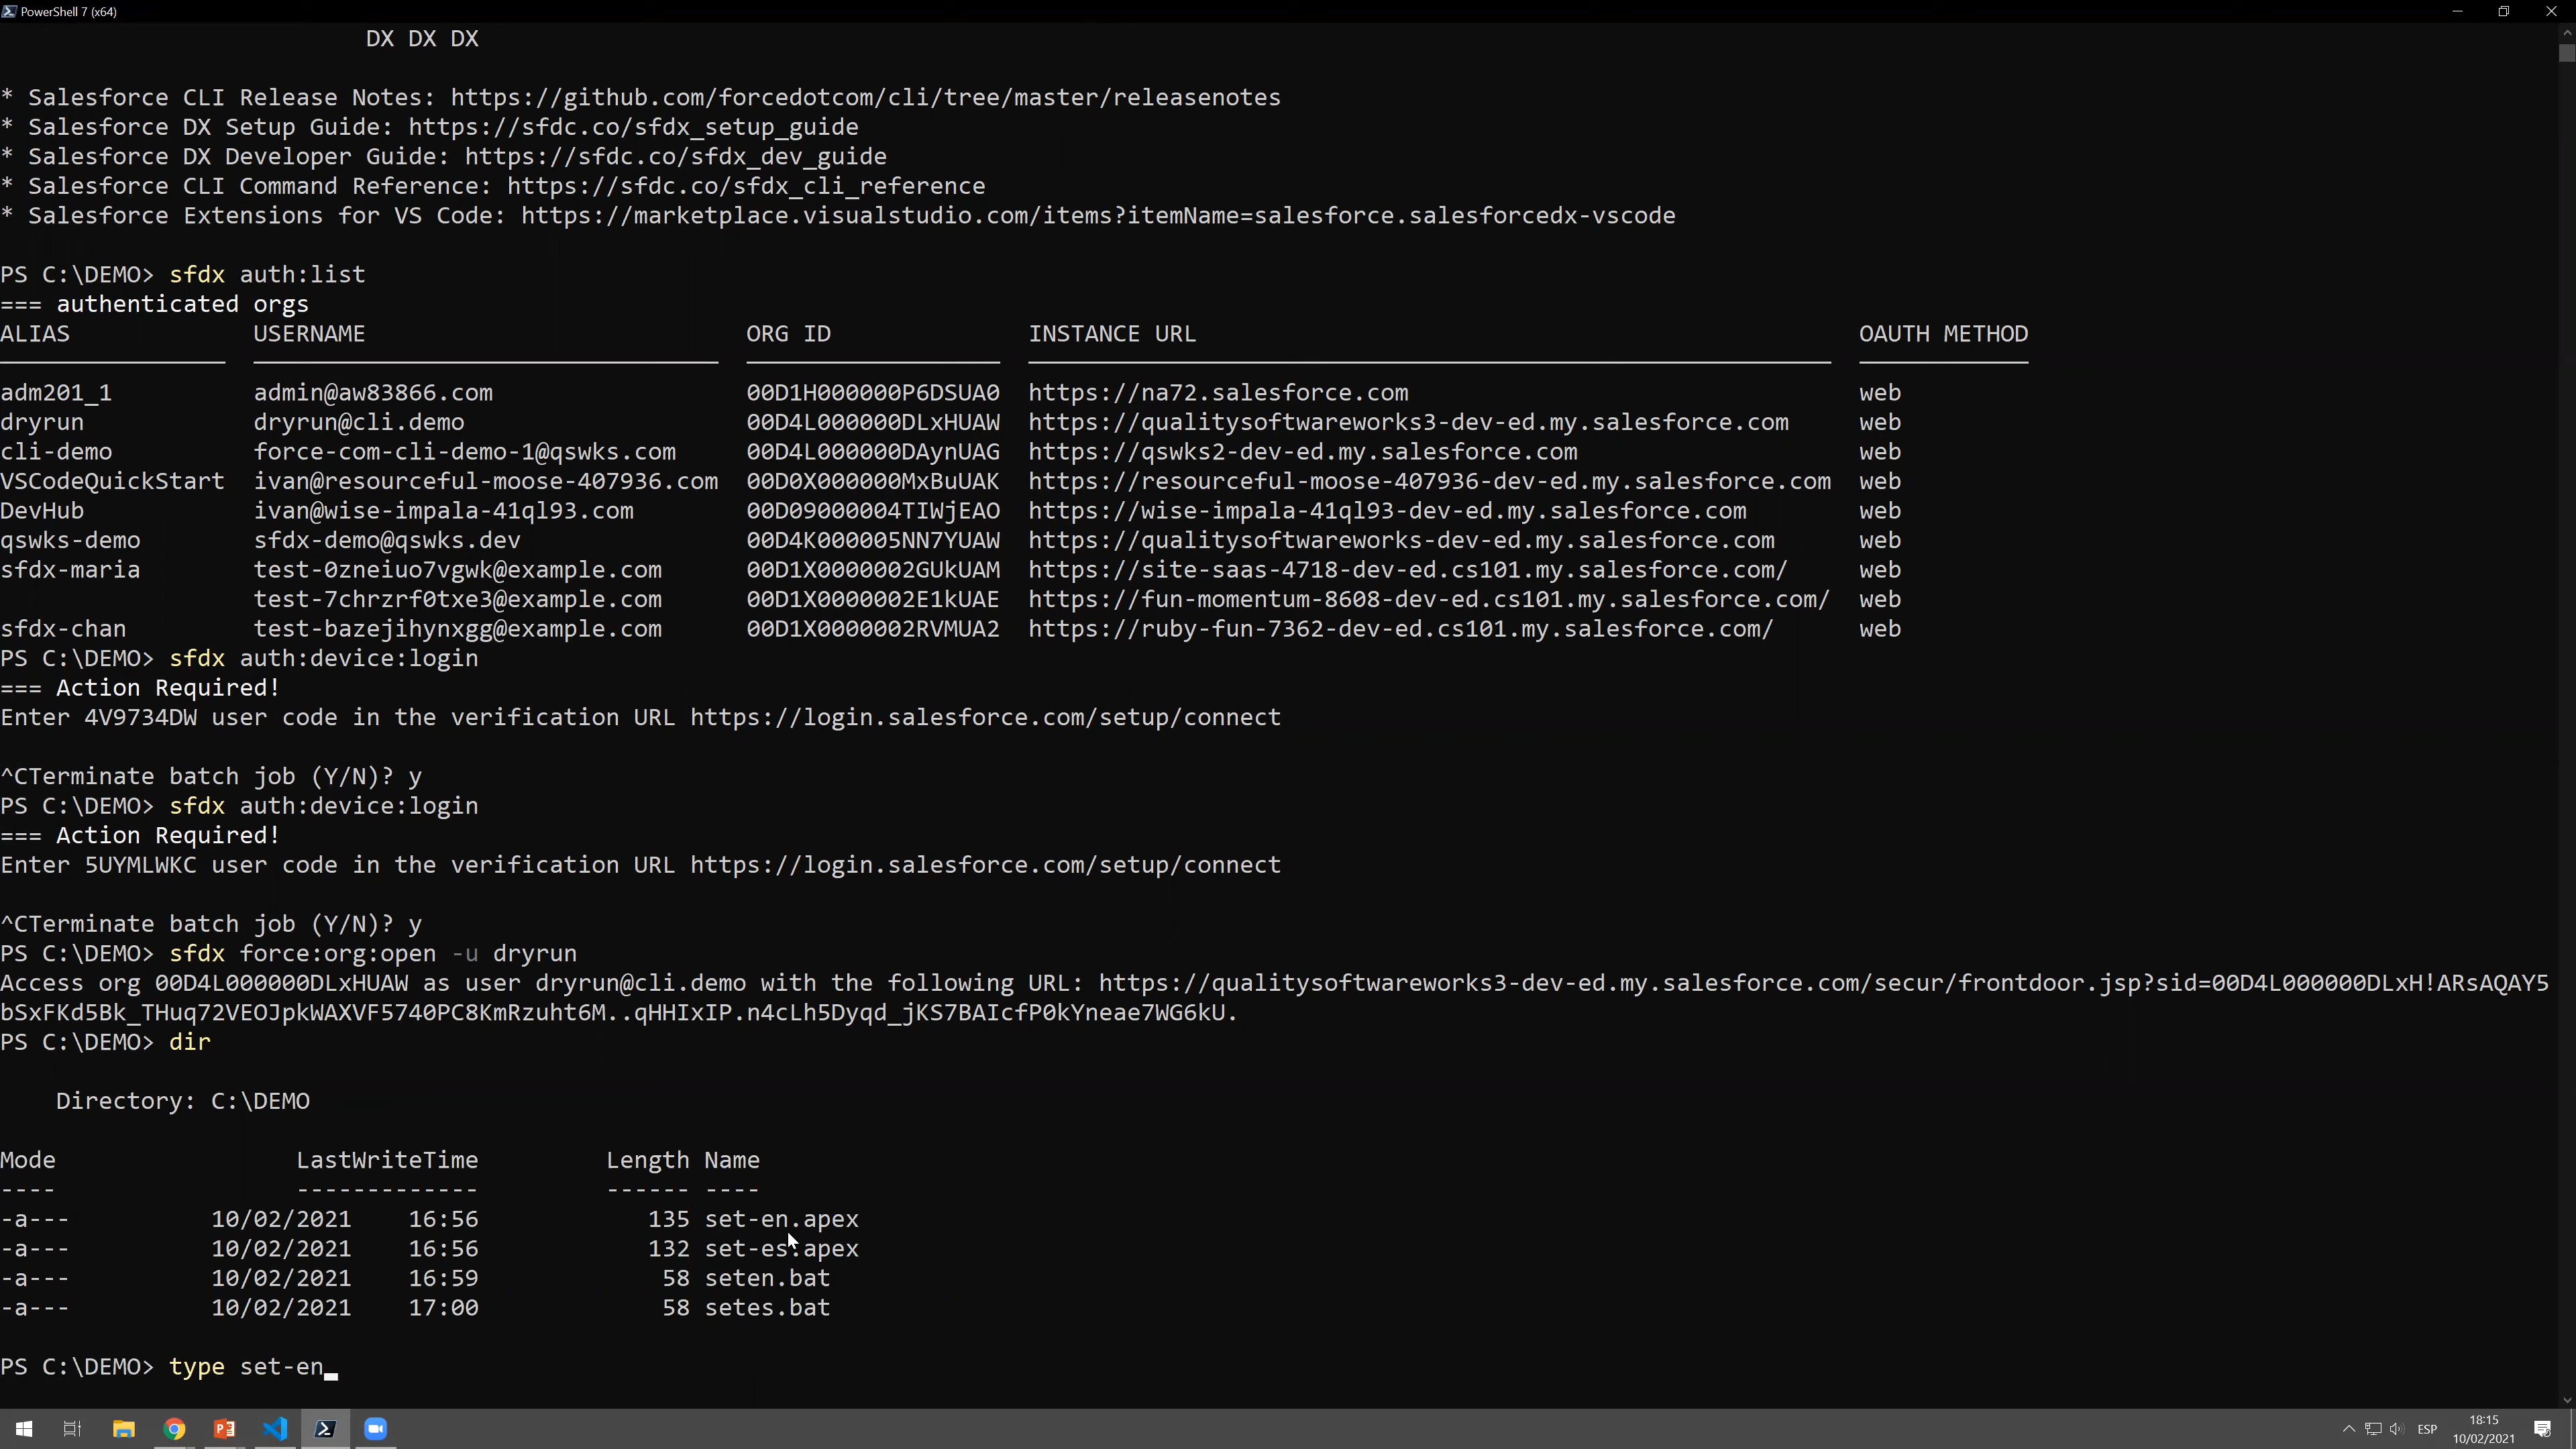 PowerShell 7 (x64)
DX DX DX
* Salesforce CLI Release Notes: https://github.com/forcedotcom/cli/tree/master/releasenotes
* Salesforce DX Setup Guide: https://sfdc.co/sfdx_setup_guide
* Salesforce DX Developer Guide: https://sfdc.co/sfdx_dev_guide
* Salesforce CLI Command Reference: https://sfdc.co/sfdx_cli_reference
* Salesforce Extensions for VS Code: https://marketplace.visualstudio.com/items?itemName=salesforce.salesforcedx-vscode
PS C:\DEMO> sfdx auth:list
=== authenticated orgs
ALIAS USERNAME ORG ID INSTANCE URL OAUTH METHOD
adm201_1 admin@aw83866.com 00D1H000000P6DSUA0 https://na72.salesforce.com web
dryrun dryrun@cli.demo 00D4L000000DLxHUAW https://qualitysoftwareworks3-dev-ed.my.salesforce.com web
cli-demo force-com-cli-demo-1@qswks.com 00D4L000000DAynUAG https://qswks2-dev-ed.my.salesforce.com web
VSCodeQuickStart ivan@resourceful-moose-407936.com 00D0X000000MxBuUAK https://resourceful-moose-407936-dev-ed.my.salesforce.com web
DevHub ivan@wise-impala-41ql93.com 00D09000004TIWjEAO https://wise-impala-41ql93-dev-ed.my.salesforce.com web
qswks-demo sfdx-demo@qswks.dev 00D4K000005NN7YUAW https://qualitysoftwareworks-dev-ed.my.salesforce.com web
sfdx-maria test-0zneiuo7vgwk@example.com 00D1X0000002GUkUAM https://site-saas-4718-dev-ed.cs101.my.salesforce.com/ web
test-7chrzrf0txe3@example.com 00D1X0000002E1kUAE https://fun-momentum-8608-dev-ed.cs101.my.salesforce.com/ web
sfdx-chan test-bazejihynxgg@example.com 00D1X0000002RVMUA2 https://ruby-fun-7362-dev-ed.cs101.my.salesforce.com/ web
PS C:\DEMO> sfdx auth:device:login
=== Action Required!
Enter 4V9734DW user code in the verification URL https://login.salesforce.com/setup/connect
^CTerminate batch job (Y/N)? y
PS C:\DEMO> sfdx auth:device:login
=== Action Required!
Enter 5UYMLWKC user code in the verification URL https://login.salesforce.com/setup/connect
^CTerminate batch job (Y/N)? y
PS C:\DEMO> sfdx force:org:open -u dryrun
Access org 00D4L000000DLxHUAW as user dryrun@cli.demo with the following URL: https://qualitysoftwareworks3-dev-ed.my.salesforce.com/secur/frontdoor.jsp?sid=00D4L000000DLxH!ARsAQAY5
bSxFKd5Bk_THuq72VEOJpkWAXVF5740PC8KmRzuht6M..qHHIxIP.n4cLh5Dyqd_jKS7BAIcfP0kYneae7WG6kU.
PS C:\DEMO> dir
Directory: C:\DEMO
Mode LastWriteTime Length Name
---- ------------- ------ ----
-a--- 10/02/2021 16:56 135 set-en.apex
-a--- 10/02/2021 16:56 132 set-es.apex
-a--- 10/02/2021 16:59 58 seten.bat
-a--- 10/02/2021 17:00 58 setes.bat
PS C:\DEMO> type set-en
ESP
18:15
10/02/2021